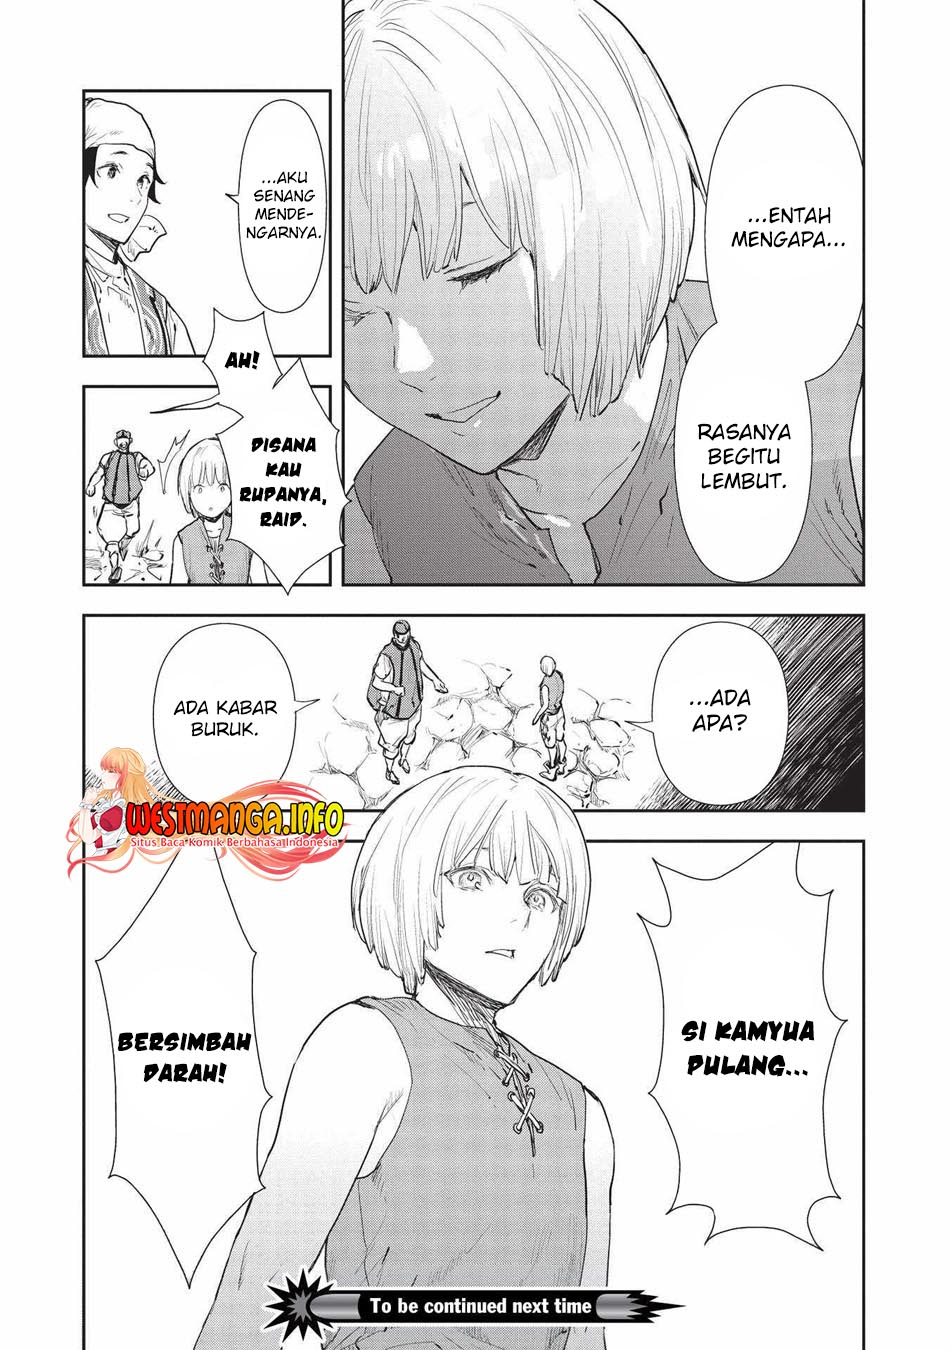 ...ENTAH
MENGAPA...
RASANYA
BEGITU
LEMBUT.
...AKU
SENANG
MENDE-
NGARNYA.
AH!
DISANA
KAU
RUPANYA,
RAID.
...ADA
APA?
ADA KABAR
BURUK.
WESTMANGA.INFO
Situs Baca Komik Berbahasa Indonesia
SI KAMYUA
PULANG...
BERSIMBAH
DARAH!
To be continued next time